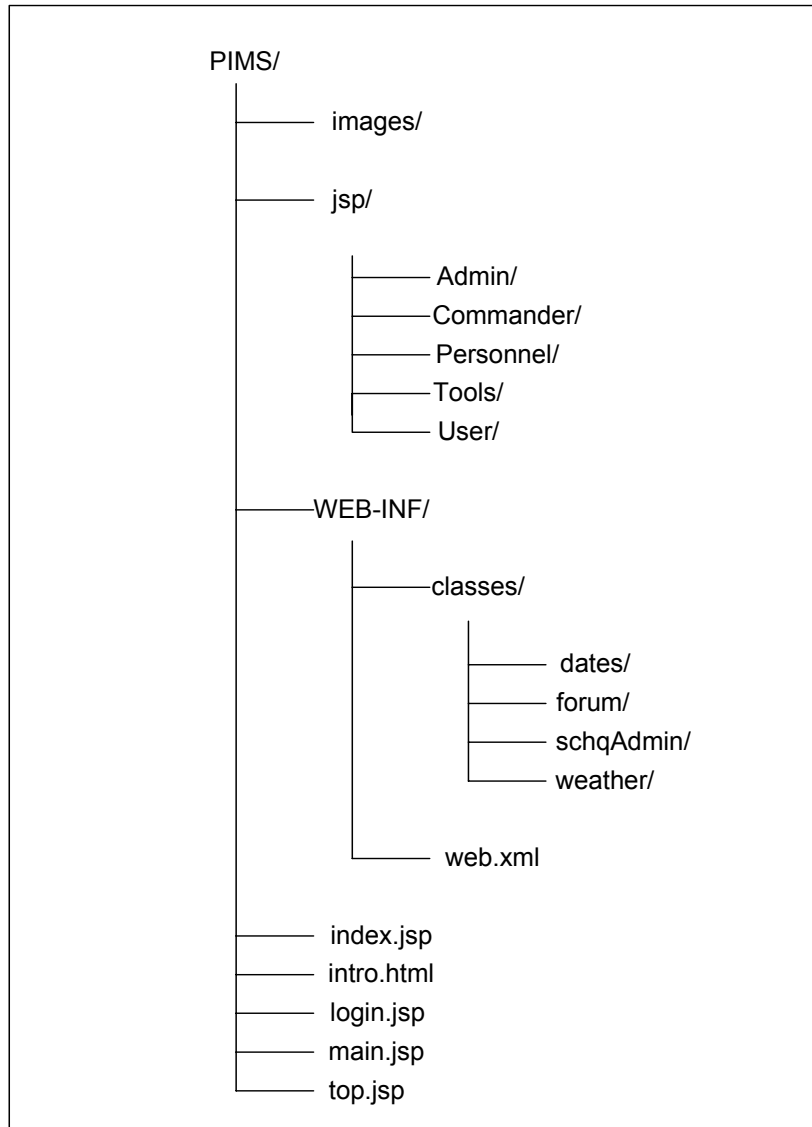 PIMS/
images/
jsp/
Admin/
Commander/
Personnel/
Tools/
User/
WEB-INF/
classes/
dates/
forum/
schqAdmin/
weather/
web.xml
index.jsp
intro.html
login.jsp
main.jsp
top.jsp